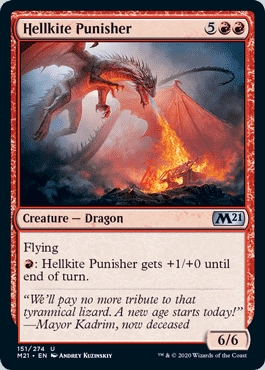 Hellkite Punisher 5
Creature — Dragon M21
Flying
: Hellkite Punisher gets +1/+0 until
end of turn.
“We’ll pay no more tribute to that
tyrannical lizard. A new age starts today!”
—Mayor Kadrim, now deceased
6/6
151/274 U
M21 • EN Andrey Kuzinskiy
™ & © 2020 Wizards of the Coast